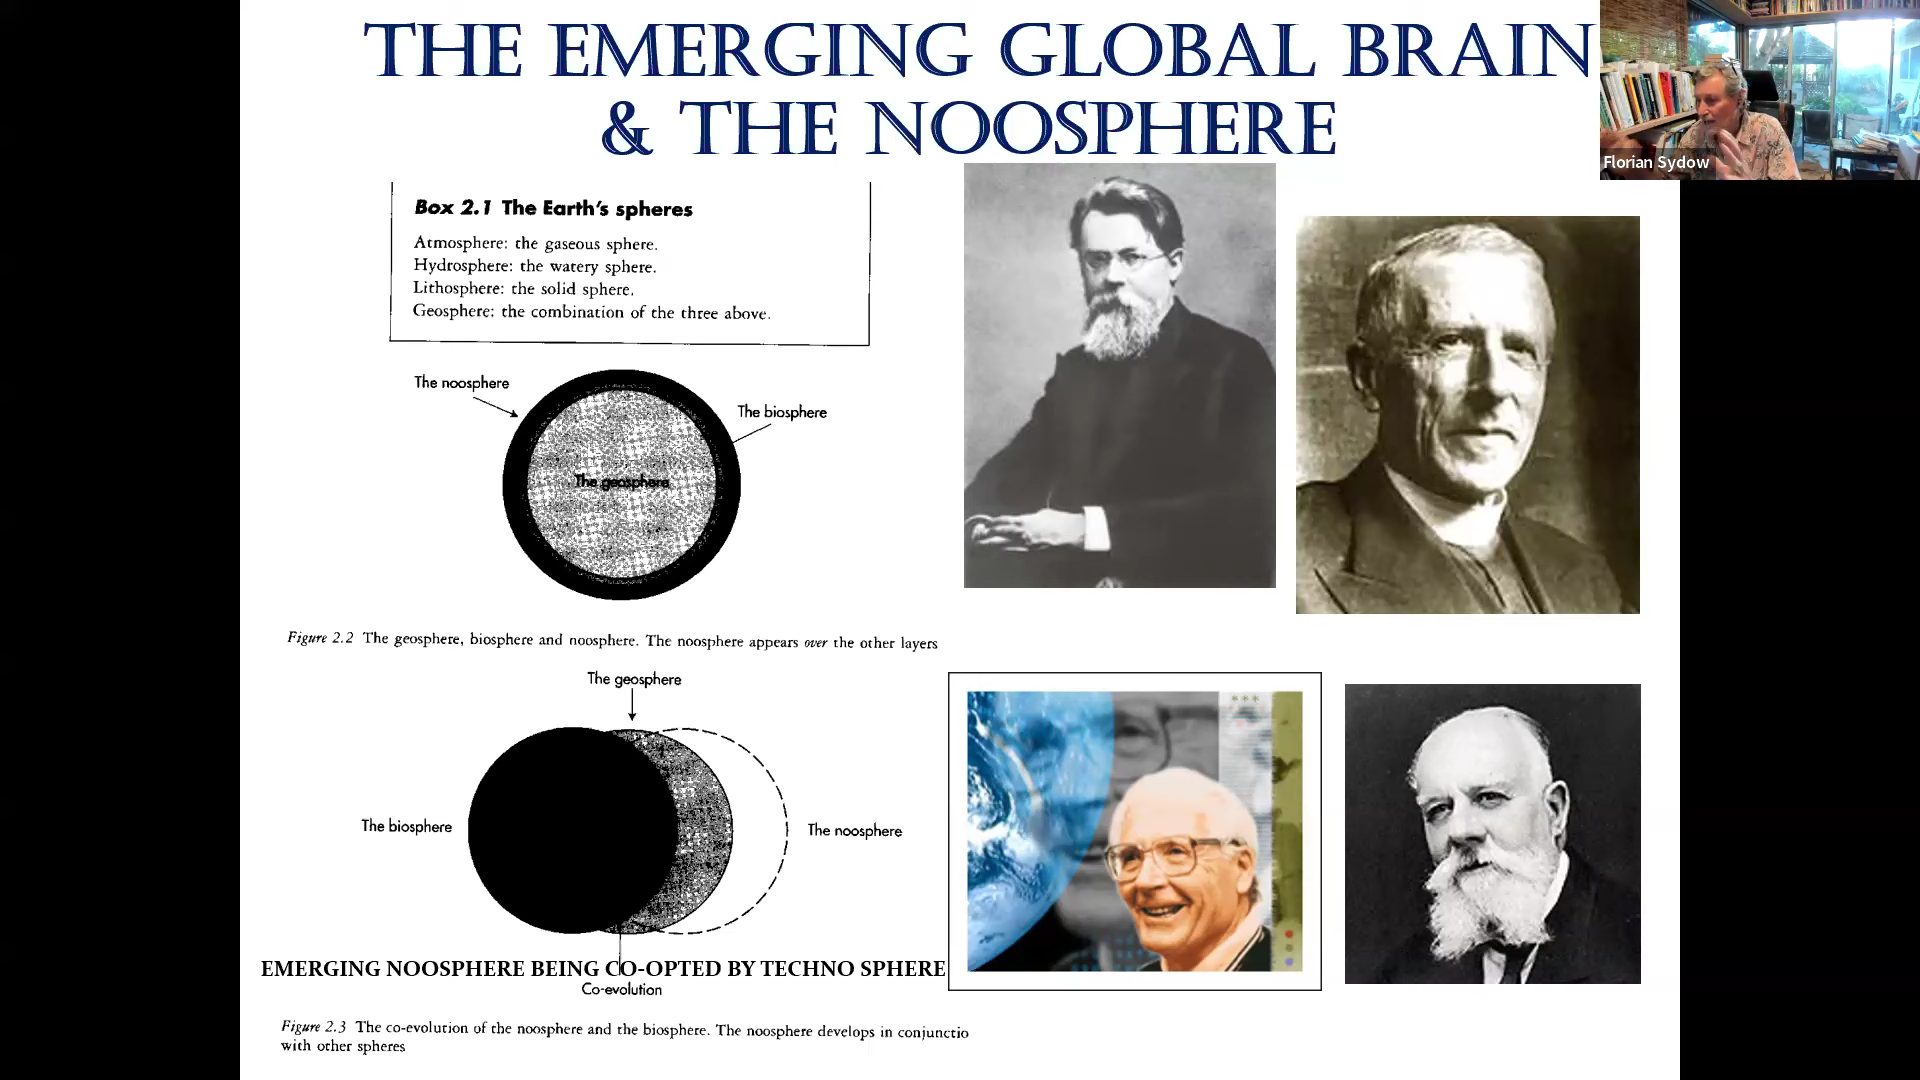 THE EMERGING GLOBAL BRAIN
& THE NOOSPHERE
Florian Sydow
Box 2.1 The Earth's spheres
Atmosphere: the gaseous sphere.
Hydrosphere: the watery sphere.
Lithosphere: the solid sphere.
Geosphere: the combination of the three above.
The noosphere
The biosphere
The geosphere
Figure 2.2 The geosphere, biosphere and noosphere. The noosphere appears over the other layers
The geosphere
The biosphere
The noosphere
EMERGING NOOSPHERE BEING CO-OPTED BY TECHNO SPHERE
Co-evolution
Figure 2.3 The co-evolution of the noosphere and the biosphere. The noosphere develops in conjunctio
with other spheres